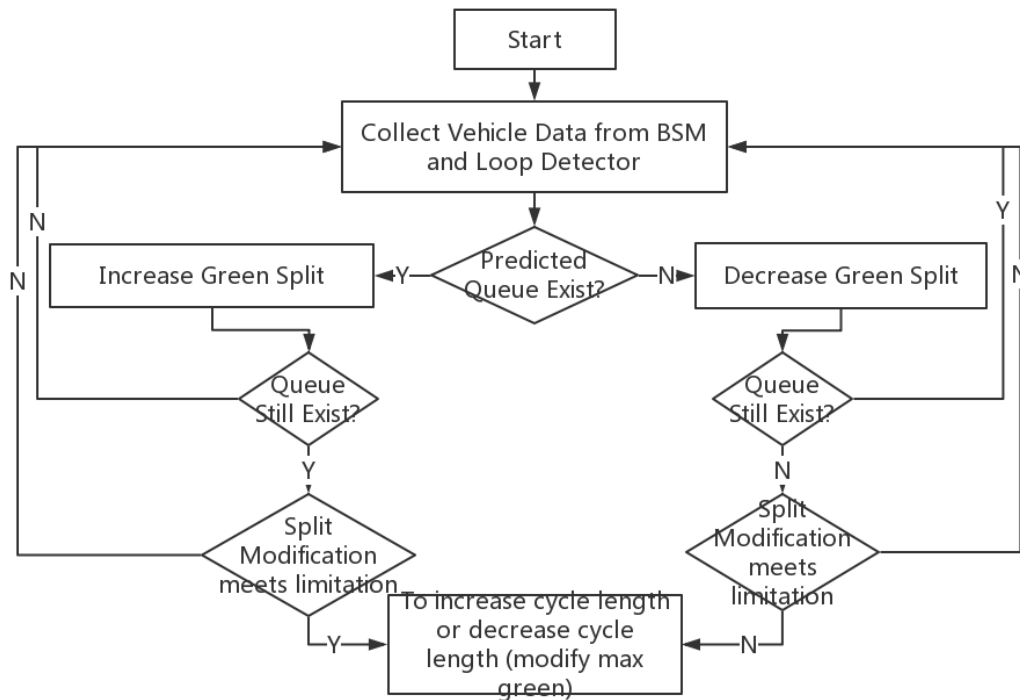 Start
Collect Vehicle Data from BSM
and Loop Detector
N
N
Y
N
Increase Green Split
Y
Predicted
Queue Exist?
N
Decrease Green Split
Queue
Still Exist?
Queue
Still Exist?
Y
N
Split
Modification
meets limitation
Split
Modification
meets
limitation
To increase cycle length
or decrease cycle
length (modify max
green)
Y
N